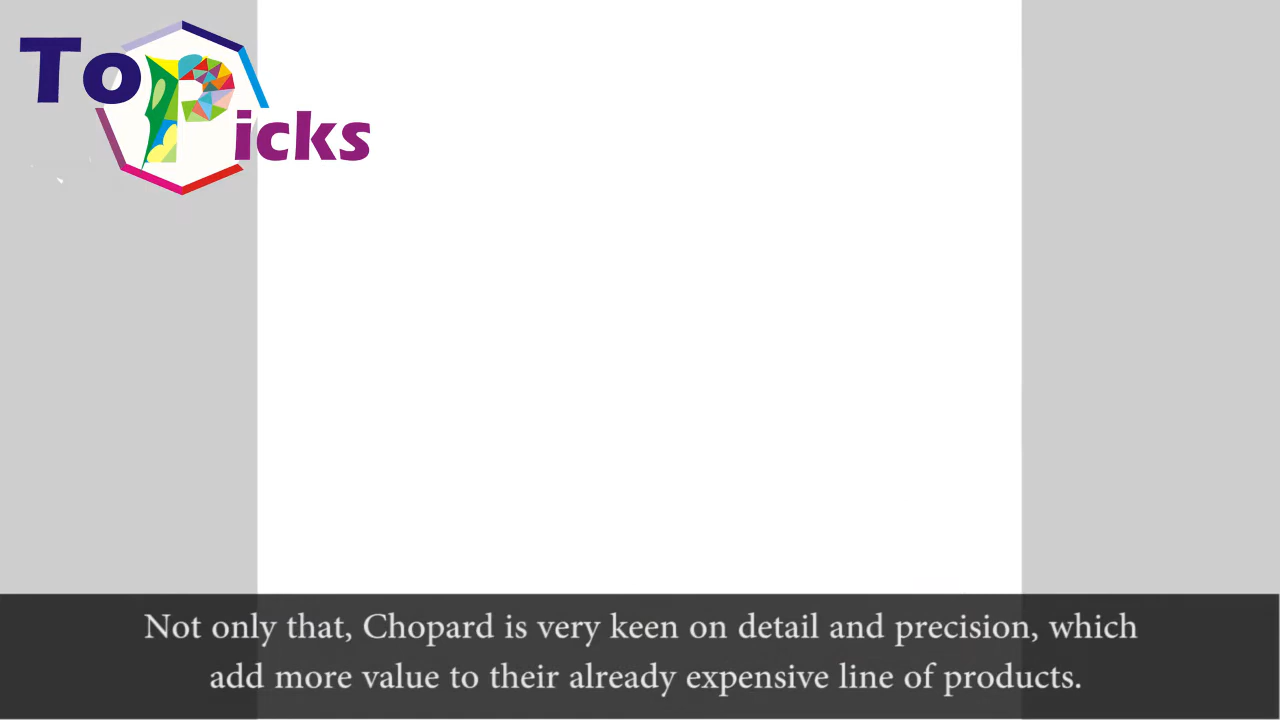 ToPicks
Not only that, Chopard is very keen on detail and precision, which
add more value to their already expensive line of products.